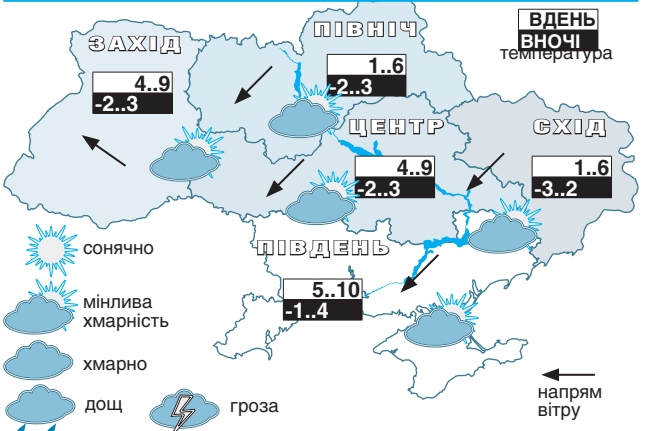 ВДЕНЬ
ВНОЧІ
температура
ЗАХІД
4..9
-2..3
ПІВНІЧ
1..6
-2..3
ЦЕНТР
4..9
-2..3
СХІД
1..6
-3..2
ПІВДЕНЬ
5..10
-1..4
сонячно
мінлива
хмарність
хмарно
дощ
гроза
напрям
вітру